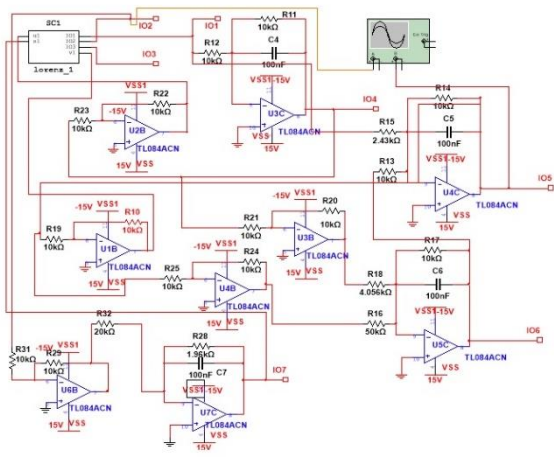 SC1
IO2
IO1
IO3
lorens_1
R11
10kΩ
R12
10kΩ
C4
100nF
VSS1
-15V
U3C
TL084ACN
15V
VSS
IO4
R23
10kΩ
R22
10kΩ
VSS1
-15V
U2B
TL084ACN
15V
VSS
R14
10kΩ
R15
2.43kΩ
C5
100nF
R13
10kΩ
VSS1
-15V
U4C
TL084ACN
15V
VSS
IO5
R19
10kΩ
R10
10kΩ
VSS1
-15V
U1B
TL084ACN
15V
VSS
R21
10kΩ
R20
10kΩ
VSS1
-15V
U3B
TL084ACN
15V
VSS
R25
10kΩ
R24
10kΩ
VSS1
-15V
U4B
TL084ACN
15V
VSS
R17
10kΩ
R18
4.056kΩ
C6
100nF
R16
50kΩ
VSS1
-15V
U5C
TL084ACN
15V
VSS
IO6
R31
10kΩ
R32
20kΩ
R29
10kΩ
VSS1
-15V
U6B
TL084ACN
15V
VSS
R28
1.96kΩ
100nF
C7
VSS1
-15V
U7C
TL084ACN
15V
VSS
IO7